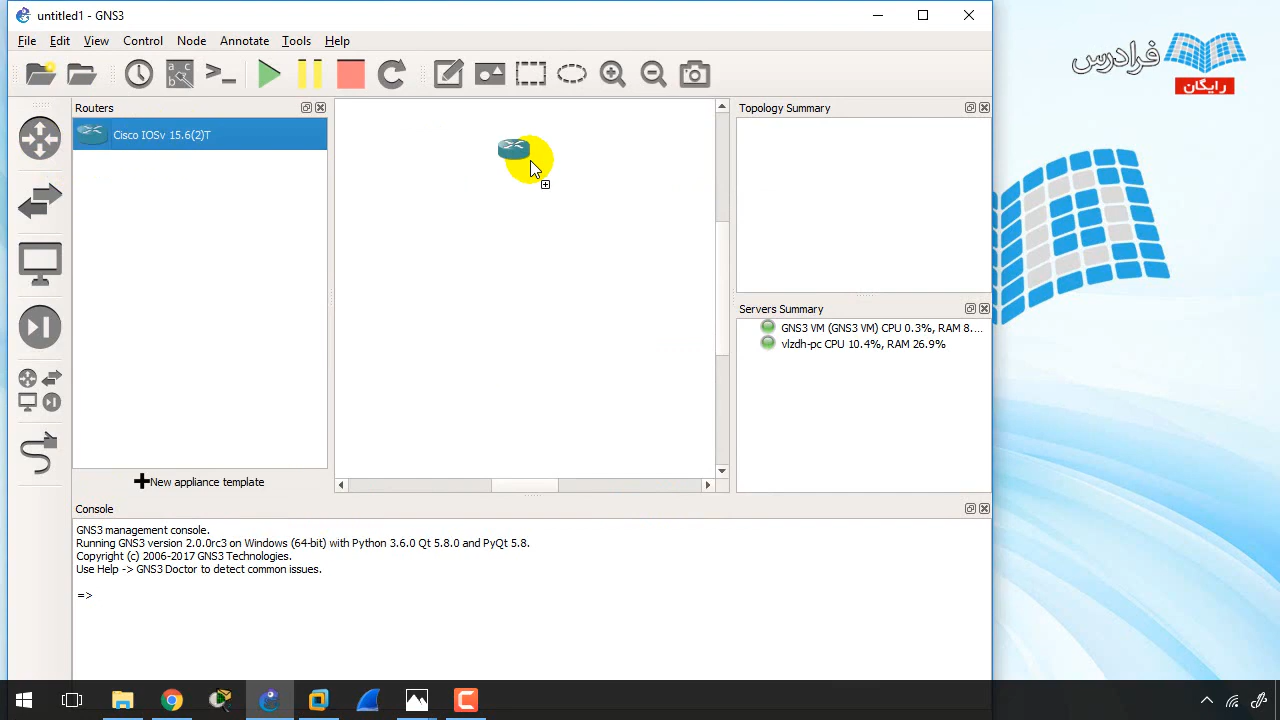 untitled1 - GNS3
File Edit View Control Node Annotate Tools Help
فرادرس
رایگان
Routers
Cisco IOSv 15.6(2)T
New appliance template
Topology Summary
Servers Summary
GNS3 VM (GNS3 VM) CPU 0.3%, RAM 8....
vlzdh-pc CPU 10.4%, RAM 26.9%
Console
GNS3 management console.
Running GNS3 version 2.0.0rc3 on Windows (64-bit) with Python 3.6.0 Qt 5.8.0 and PyQt 5.8.
Copyright (c) 2006-2017 GNS3 Technologies.
Use Help -> GNS3 Doctor to detect common issues.
=>